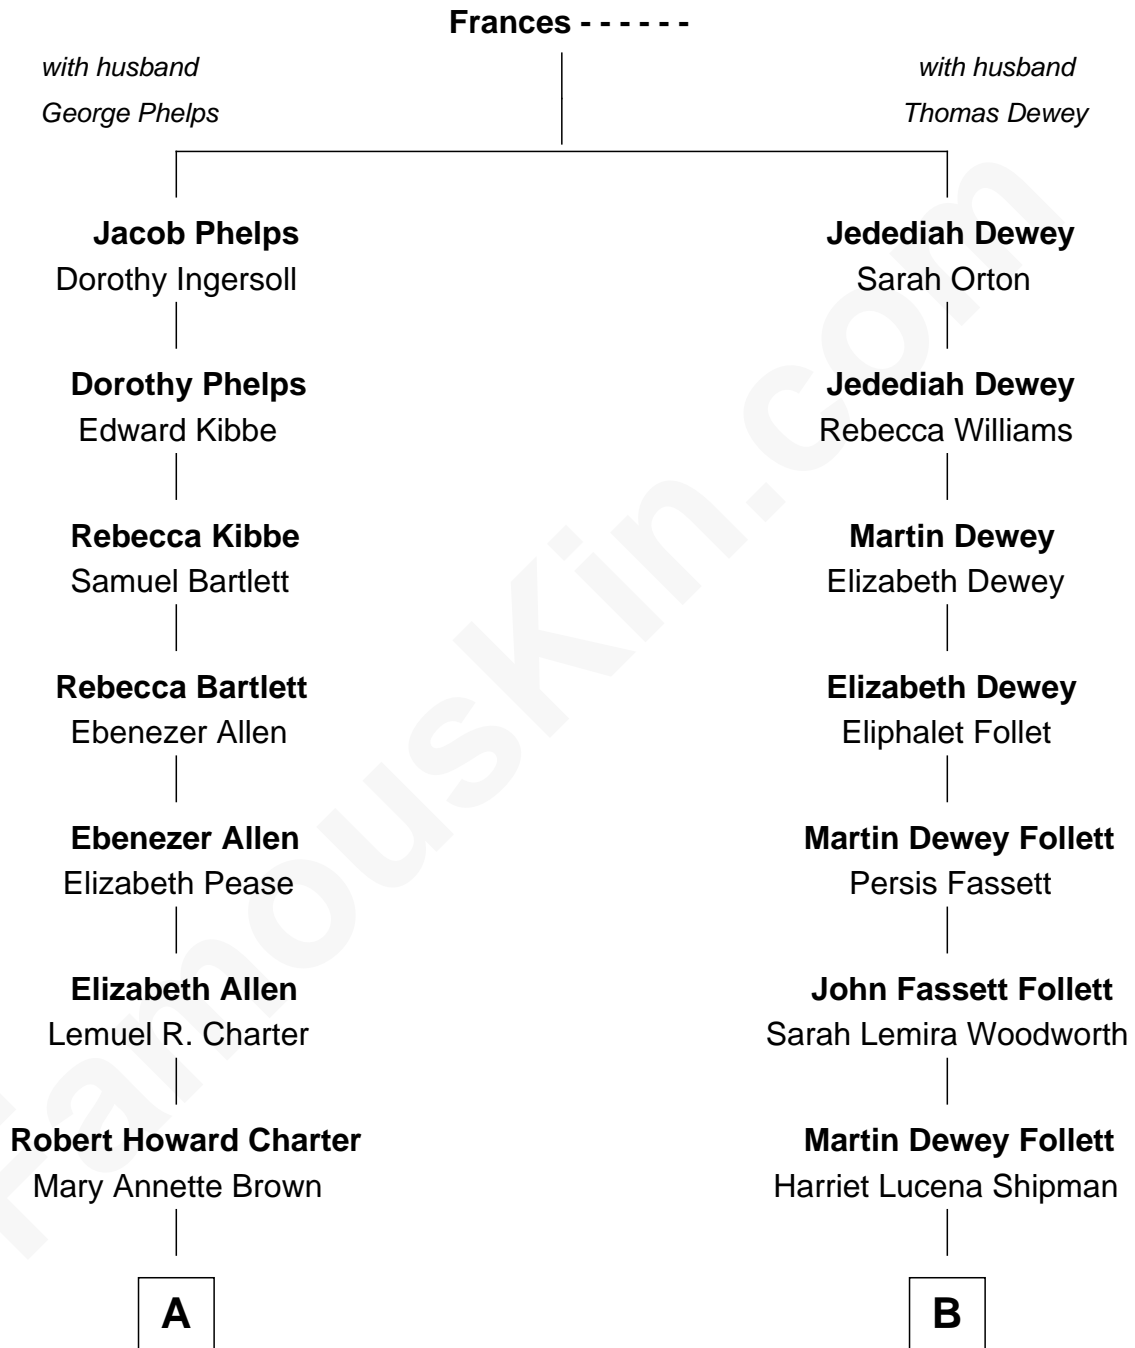 Frances - - - - - -
with husband
George Phelps
with husband
Thomas Dewey
Jacob Phelps
Dorothy Ingersoll
Jedediah Dewey
Sarah Orton
Dorothy Phelps
Edward Kibbe
Jedediah Dewey
Rebecca Williams
Rebecca Kibbe
Samuel Bartlett
Martin Dewey
Elizabeth Dewey
Rebecca Bartlett
Ebenezer Allen
Elizabeth Dewey
Eliphalet Follet
Ebenezer Allen
Elizabeth Pease
Martin Dewey Follett
Persis Fassett
Elizabeth Allen
Lemuel R. Charter
John Fassett Follett
Sarah Lemira Woodworth
Robert Howard Charter
Mary Annette Brown
Martin Dewey Follett
Harriet Lucena Shipman
A
B
FamousKin.com